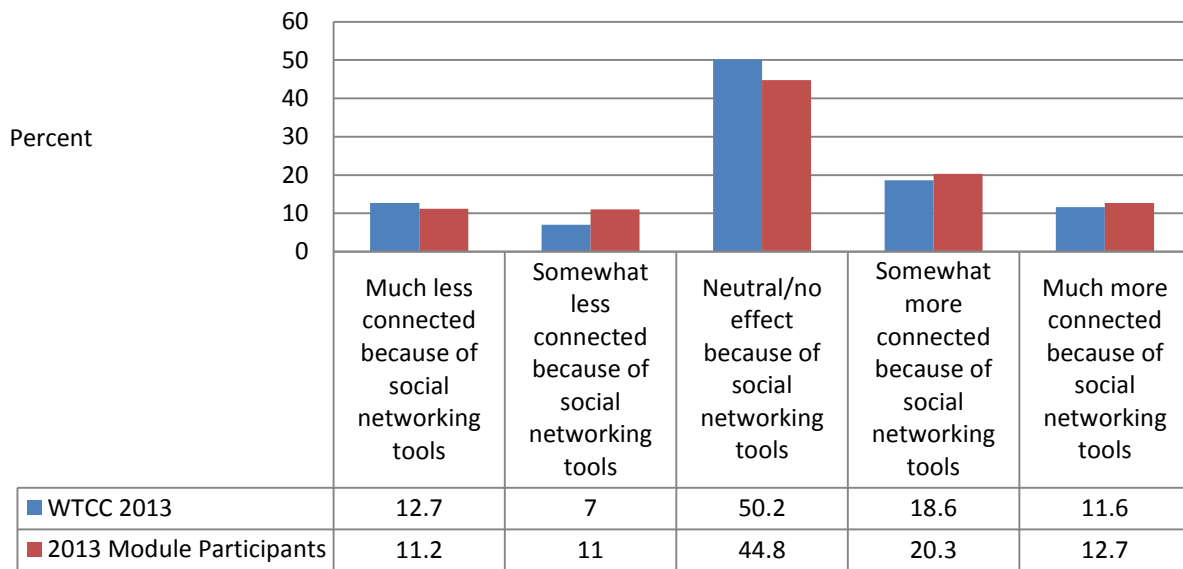 60
50
40
30
20
10
0
Percent
Much less
connected
because of
social
networking
tools
Somewhat
less
connected
because of
social
networking
tools
Neutral/no
effect
because of
social
networking
tools
Somewhat
more
connected
because of
social
networking
tools
Much more
connected
because of
social
networking
tools
WTCC 2013 12.7 7 50.2 18.6 11.6
2013 Module Participants 11.2 11 44.8 20.3 12.7